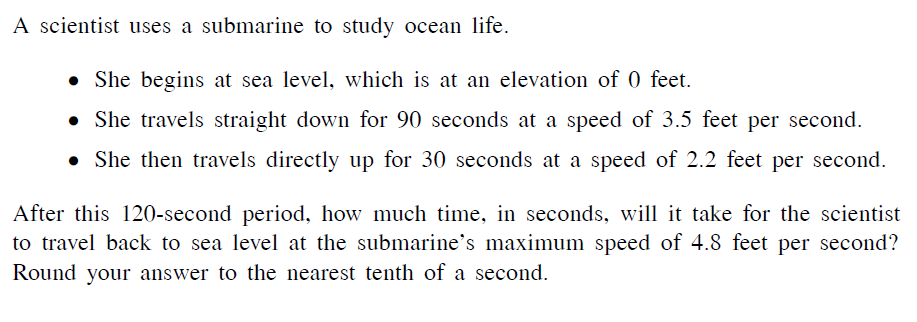 A scientist uses a submarine to study ocean life.
• She begins at sea level, which is at an elevation of 0 feet.
• She travels straight down for 90 seconds at a speed of 3.5 feet per second.
• She then travels directly up for 30 seconds at a speed of 2.2 feet per second.
After this 120-second period, how much time, in seconds, will it take for the scientist
to travel back to sea level at the submarine's maximum speed of 4.8 feet per second?
Round your answer to the nearest tenth of a second.